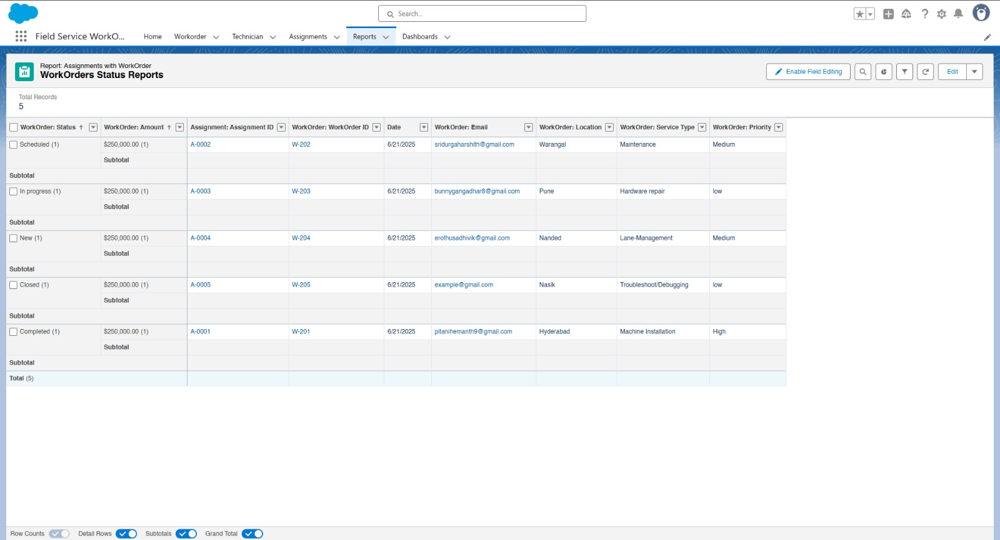 Search...
Field Service WorkO...
Home
Workorder
Technician
Assignments
Reports
Dashboards
Report: Assignments with WorkOrder
WorkOrders Status Reports
Enable Field Editing
Edit
Total Records
5
WorkOrder: Status ↑ WorkOrder: Amount ↑ Assignment: Assignment ID WorkOrder: WorkOrder ID Date WorkOrder: Email WorkOrder: Location WorkOrder: Service Type WorkOrder: Priority
Scheduled (1) $250,000.00 (1) A-0002 W-202 6/21/2025 sridurgaharshith@gmail.com Warangal Maintenance Medium
Subtotal
Subtotal
In progress (1) $250,000.00 (1) A-0003 W-203 6/21/2025 bunnygangadhar8@gmail.com Pune Hardware repair low
Subtotal
Subtotal
New (1) $250,000.00 (1) A-0004 W-204 6/21/2025 erothusadhivik@gmail.com Nanded Lane-Management Medium
Subtotal
Subtotal
Closed (1) $250,000.00 (1) A-0005 W-205 6/21/2025 example@gmail.com Nasik Troubleshoot/Debugging low
Subtotal
Subtotal
Completed (1) $250,000.00 (1) A-0001 W-201 6/21/2025 pitanihemanth9@gmail.com Hyderabad Machine Installation High
Subtotal
Subtotal
Total (5)
Row Counts Detail Rows Subtotals Grand Total